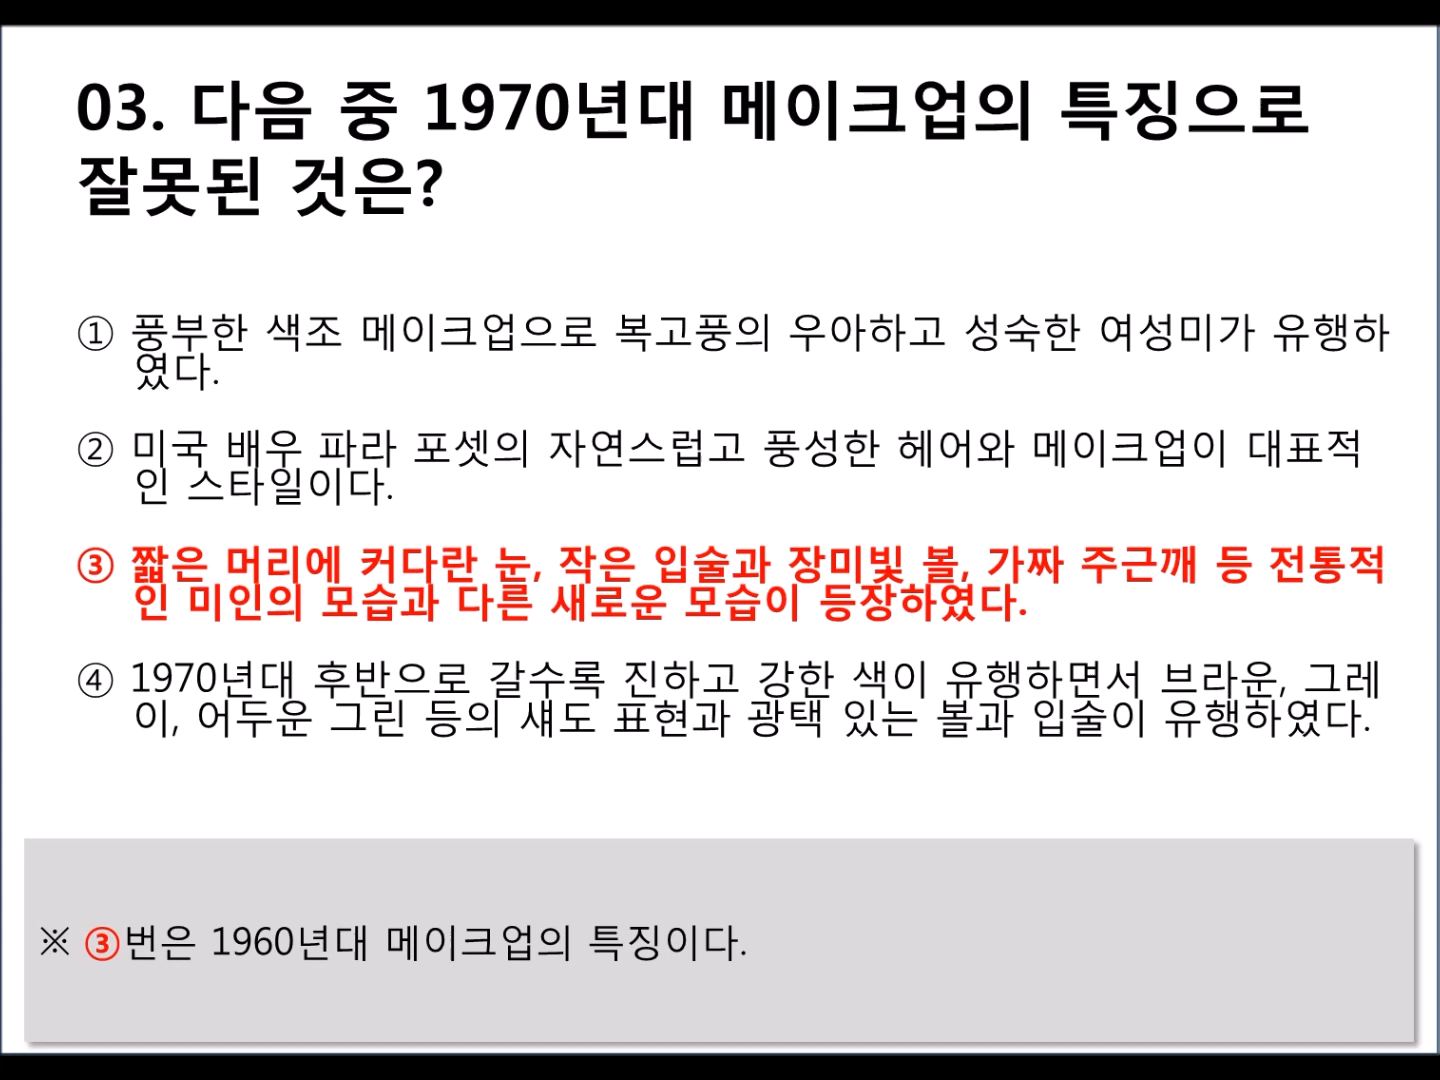 03. 다음 중 1970년대 메이크업의 특징으로
잘못된 것은?
① 풍부한 색조 메이크업으로 복고풍의 우아하고 성숙한 여성미가 유행하
였다.
② 미국 배우 파라 포셋의 자연스럽고 풍성한 헤어와 메이크업이 대표적
인 스타일이다.
③ 짧은 머리에 커다란 눈, 작은 입술과 장미빛 볼, 가짜 주근깨 등 전통적
인 미인의 모습과 다른 새로운 모습이 등장하였다.
④ 1970년대 후반으로 갈수록 진하고 강한 색이 유행하면서 브라운, 그레
이, 어두운 그린 등의 섀도 표현과 광택 있는 볼과 입술이 유행하였다.
※ ③번은 1960년대 메이크업의 특징이다.